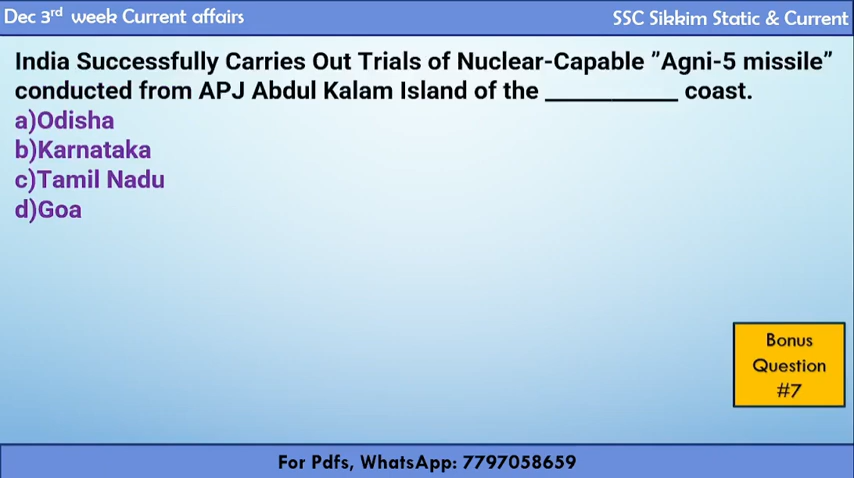 Dec 3rd week Current affairs
SSC Sikkim Static & Current
India Successfully Carries Out Trials of Nuclear-Capable ”Agni-5 missile”
conducted from APJ Abdul Kalam Island of the __________ coast.
a)Odisha
b)Karnataka
c)Tamil Nadu
d)Goa
Bonus
Question
#7
For Pdfs, WhatsApp: 7797058659